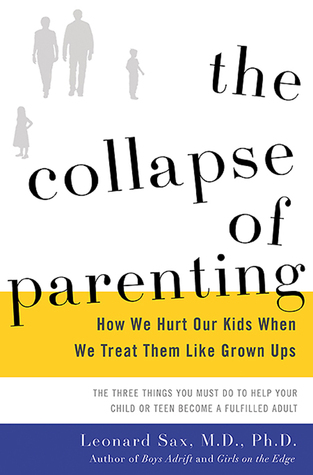 the
collapse
of
parenting
How We Hurt Our Kids When
We Treat Them Like Grown Ups
THE THREE THINGS YOU MUST DO TO HELP YOUR
CHILD OR TEEN BECOME A FULFILLED ADULT
Leonard Sax, M.D., Ph.D.
Author of Boys Adrift and Girls on the Edge